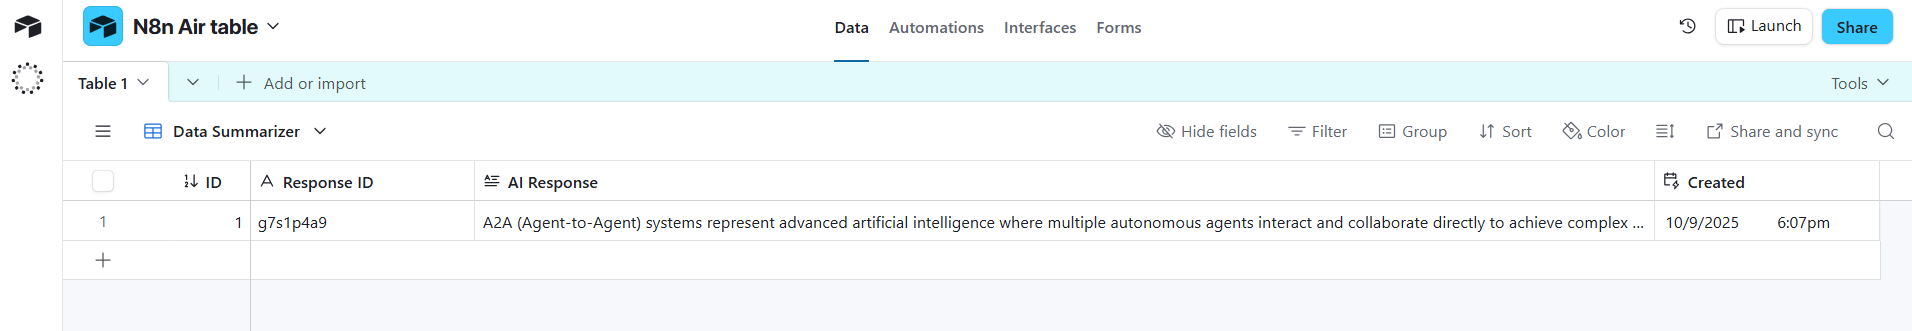 N8n Air table
Data Automations Interfaces Forms
Launch
Share
Table 1
Add or import
Tools
Data Summarizer
Hide fields Filter Group Sort Color Share and sync
ID Response ID AI Response Created
1 1 g7s1p4a9 A2A (Agent-to-Agent) systems represent advanced artificial intelligence where multiple autonomous agents interact and collaborate directly to achieve complex ... 10/9/2025 6:07pm